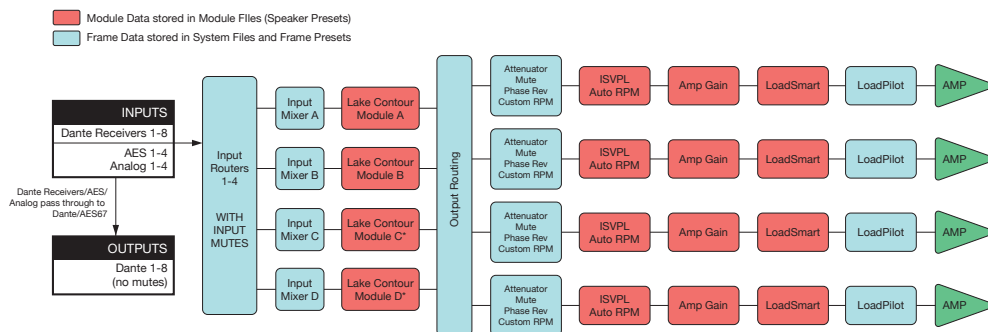 Module Data stored in Module FIles (Speaker Presets)
Frame Data stored in System Files and Frame Presets
INPUTS
Dante Receivers 1-8
AES 1-4
Analog 1-4
Dante Receivers/AES/
Analog pass through to
Dante/AES67
OUTPUTS
Dante 1-8
(no mutes)
Input
Routers
1-4
WITH
INPUT
MUTES
Input
Mixer A
Lake Contour
Module A
Input
Mixer B
Lake Contour
Module B
Input
Mixer C
Lake Contour
Module C*
Input
Mixer D
Lake Contour
Module D*
Output Routing
Attenuator
Mute
Phase Rev
Custom RPM
ISVPL
Auto RPM
Amp Gain
LoadSmart
LoadPilot
AMP
Attenuator
Mute
Phase Rev
Custom RPM
ISVPL
Auto RPM
Amp Gain
LoadSmart
LoadPilot
AMP
Attenuator
Mute
Phase Rev
Custom RPM
ISVPL
Auto RPM
Amp Gain
LoadSmart
LoadPilot
AMP
Attenuator
Mute
Phase Rev
Custom RPM
ISVPL
Auto RPM
Amp Gain
LoadSmart
LoadPilot
AMP